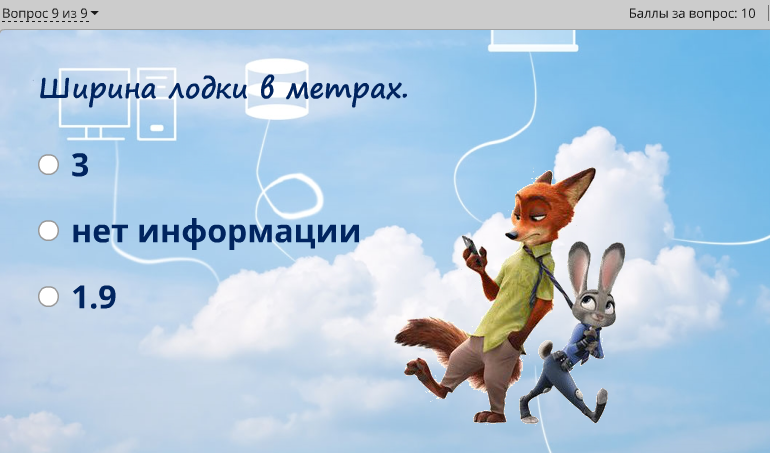 Вопрос 9 из 9
Баллы за вопрос: 10
Ширина лодки в метрах.
3
нет информации
1.9